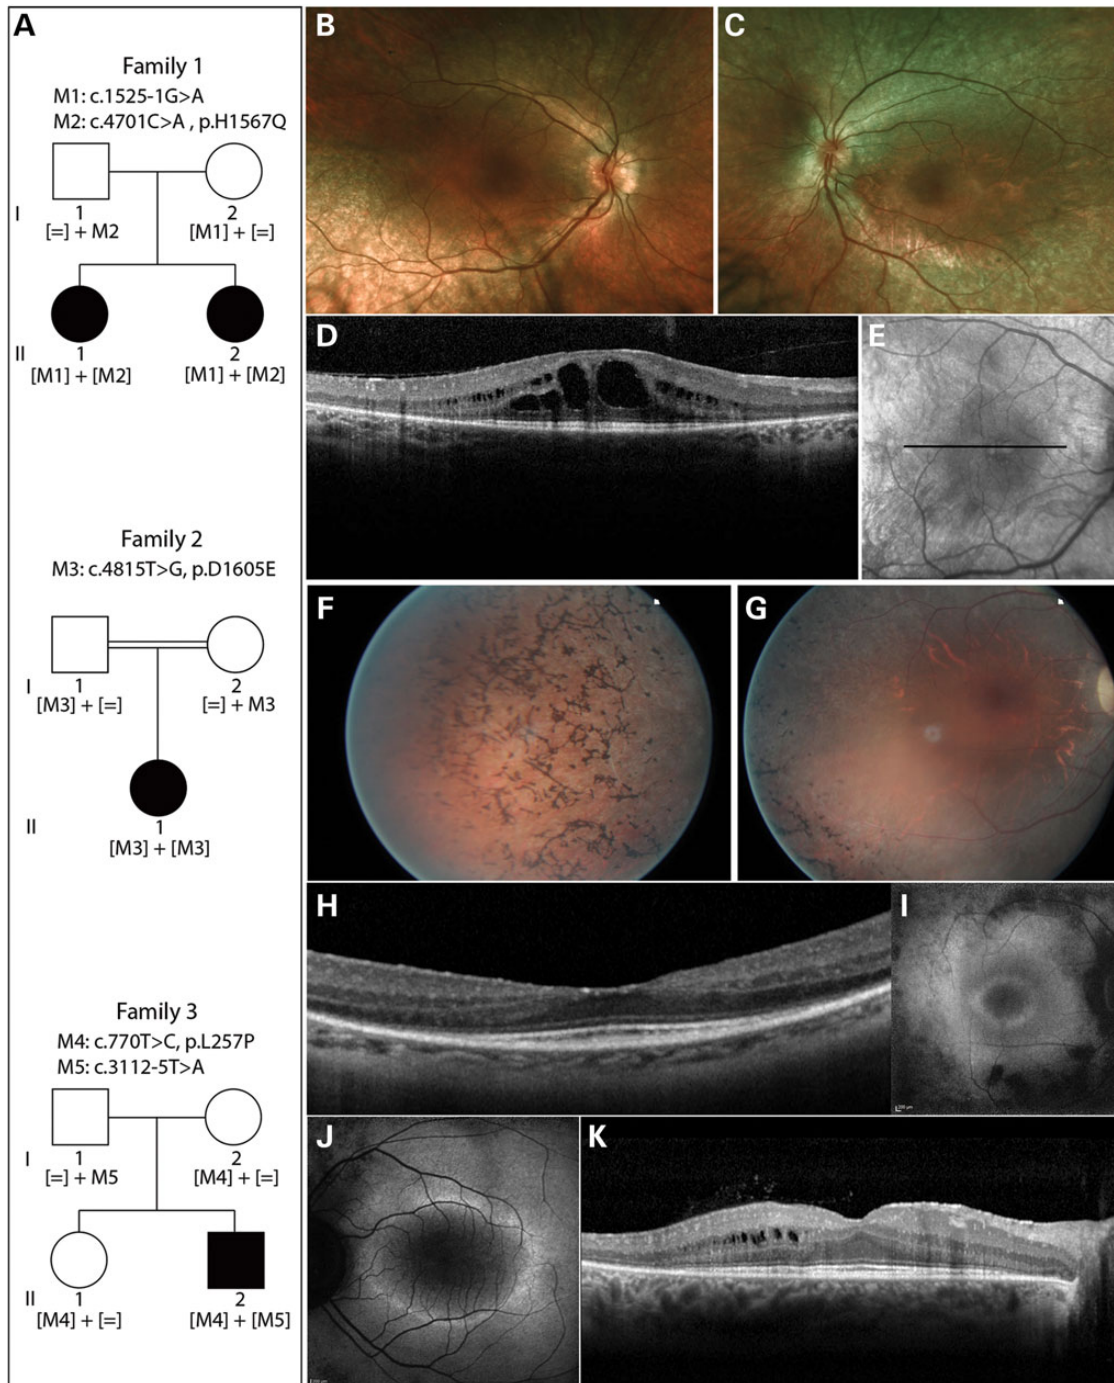 A
Family 1
M1: c.1525-1G>A
M2: c.4701C>A , p.H1567Q
I
1 2
[=] + M2 [M1] + [=]
II
1 2
[M1] + [M2] [M1] + [M2]
Family 2
M3: c.4815T>G, p.D1605E
I
1 2
[M3] + [=] [=] + M3
II
1
[M3] + [M3]
Family 3
M4: c.770T>C, p.L257P
M5: c.3112-5T>A
I
1 2
[=] + M5 [M4] + [=]
II
1 2
[M4] + [=] [M4] + [M5]
B
C
D
E
F
G
H
I
J
K